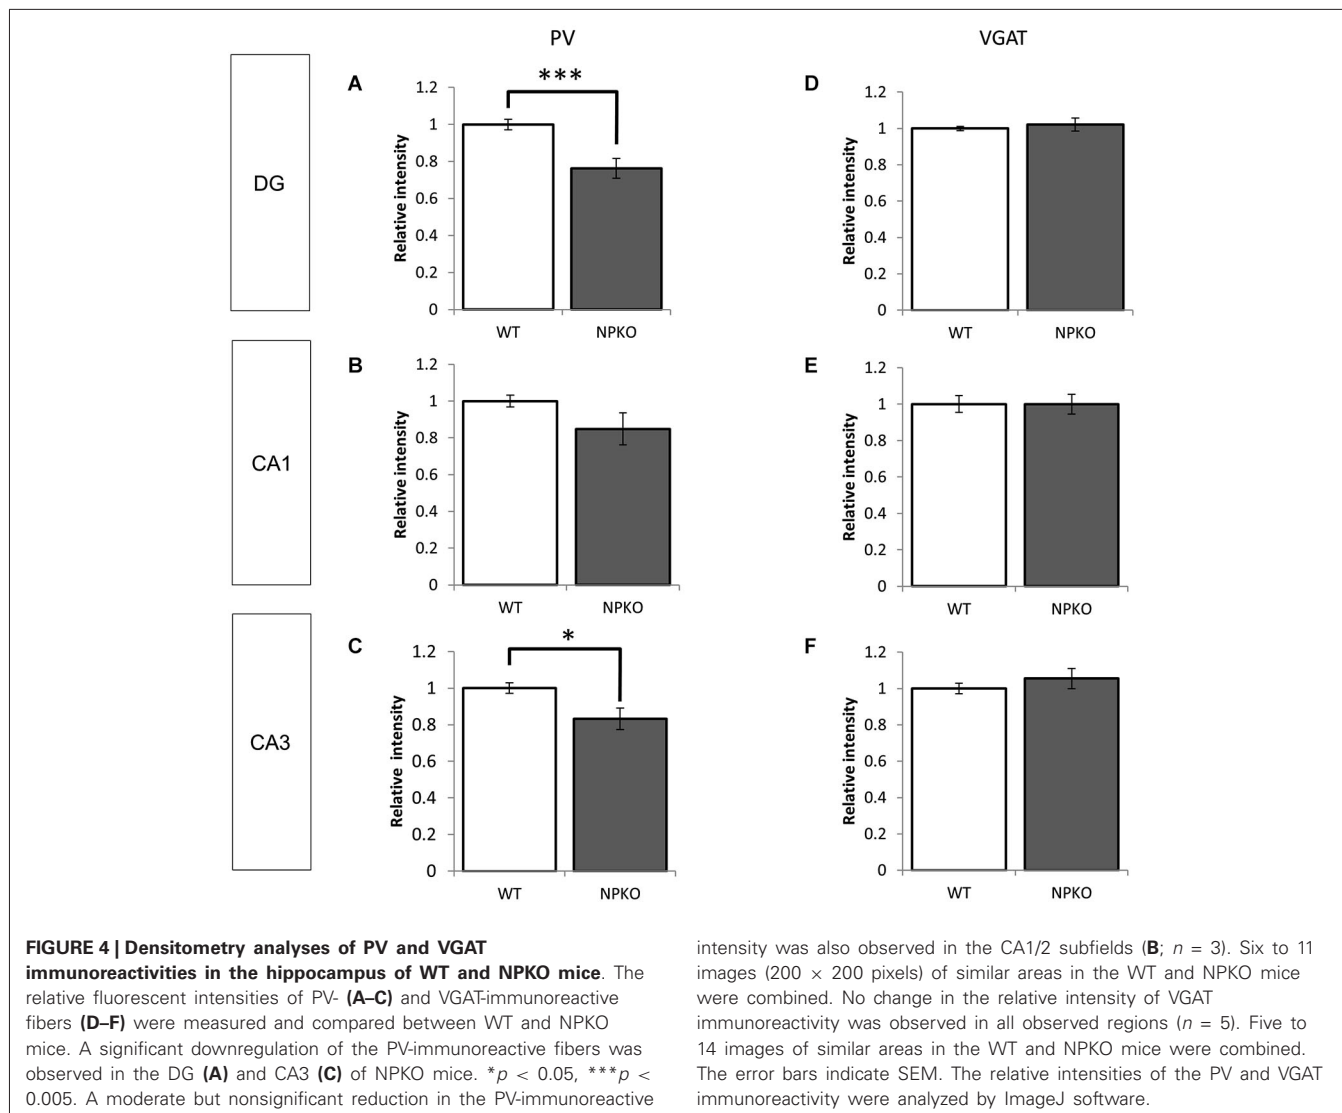 PV
VGAT
DG
A
***
1.2
1
0.8
0.6
0.4
0.2
0
Relative intensity
WT
NPKO
D
1.2
1
0.8
0.6
0.4
0.2
0
Relative intensity
WT
NPKO
CA1
B
1.2
1
0.8
0.6
0.4
0.2
0
Relative intensity
WT
NPKO
E
1.2
1
0.8
0.6
0.4
0.2
0
Relative intensity
WT
NPKO
CA3
C
*
1.2
1
0.8
0.6
0.4
0.2
0
Relative intensity
WT
NPKO
F
1.2
1
0.8
0.6
0.4
0.2
0
Relative intensity
WT
NPKO
FIGURE 4 | Densitometry analyses of PV and VGAT
immunoreactivities in the hippocampus of WT and NPKO mice. The
relative fluorescent intensities of PV- (A–C) and VGAT-immunoreactive
fibers (D–F) were measured and compared between WT and NPKO
mice. A significant downregulation of the PV-immunoreactive fibers was
observed in the DG (A) and CA3 (C) of NPKO mice. *p < 0.05, ***p <
0.005. A moderate but nonsignificant reduction in the PV-immunoreactive
intensity was also observed in the CA1/2 subfields (B; n = 3). Six to 11
images (200 × 200 pixels) of similar areas in the WT and NPKO mice
were combined. No change in the relative intensity of VGAT
immunoreactivity was observed in all observed regions (n = 5). Five to
14 images of similar areas in the WT and NPKO mice were combined.
The error bars indicate SEM. The relative intensities of the PV and VGAT
immunoreactivity were analyzed by ImageJ software.